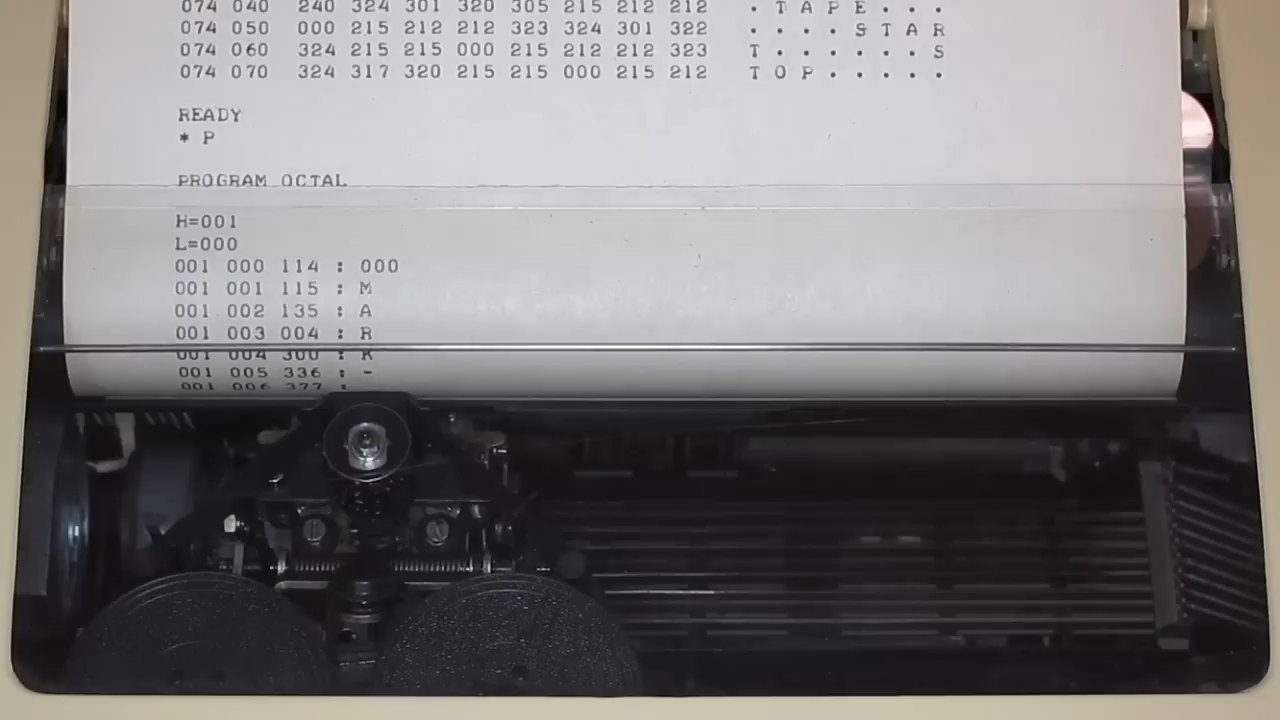 074 040 240 324 301 320 305 215 212 212 . T A P E . . .
074 050 000 215 212 212 323 324 301 322 . . . . S T A R
074 060 324 215 215 000 215 212 212 323 T . . . . . . S
074 070 324 317 320 215 215 000 215 212 T O P . . . . .
READY
* P
PROGRAM OCTAL
H=001
L=000
001 000 114 : 000
001 001 115 : M
001 002 135 : A
001 003 004 : R
001 004 300 : K
001 005 336 : -
001 006 377 :